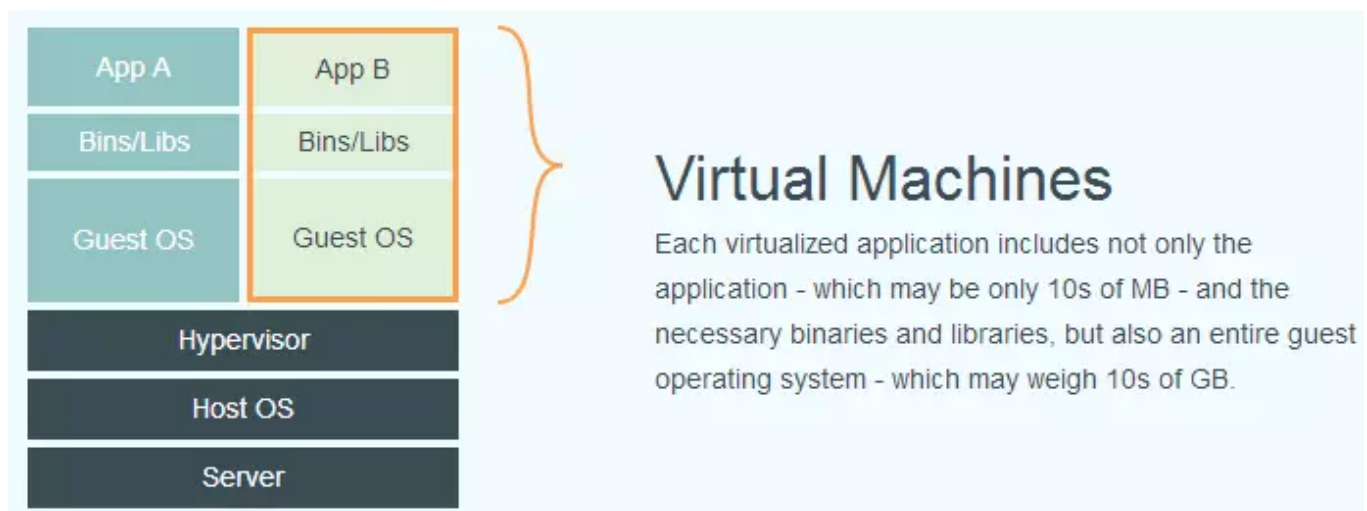 App A
App B
Bins/Libs
Bins/Libs
Guest OS
Guest OS
Hypervisor
Host OS
Server
Virtual Machines
Each virtualized application includes not only the
application - which may be only 10s of MB - and the
necessary binaries and libraries, but also an entire guest
operating system - which may weigh 10s of GB.